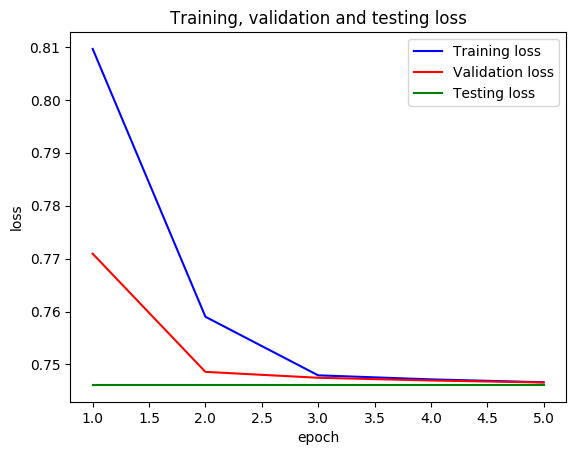 Training, validation and testing loss
Training loss
Validation loss
Testing loss
loss
0.81
0.80
0.79
0.78
0.77
0.76
0.75
1.0 1.5 2.0 2.5 3.0 3.5 4.0 4.5 5.0
epoch